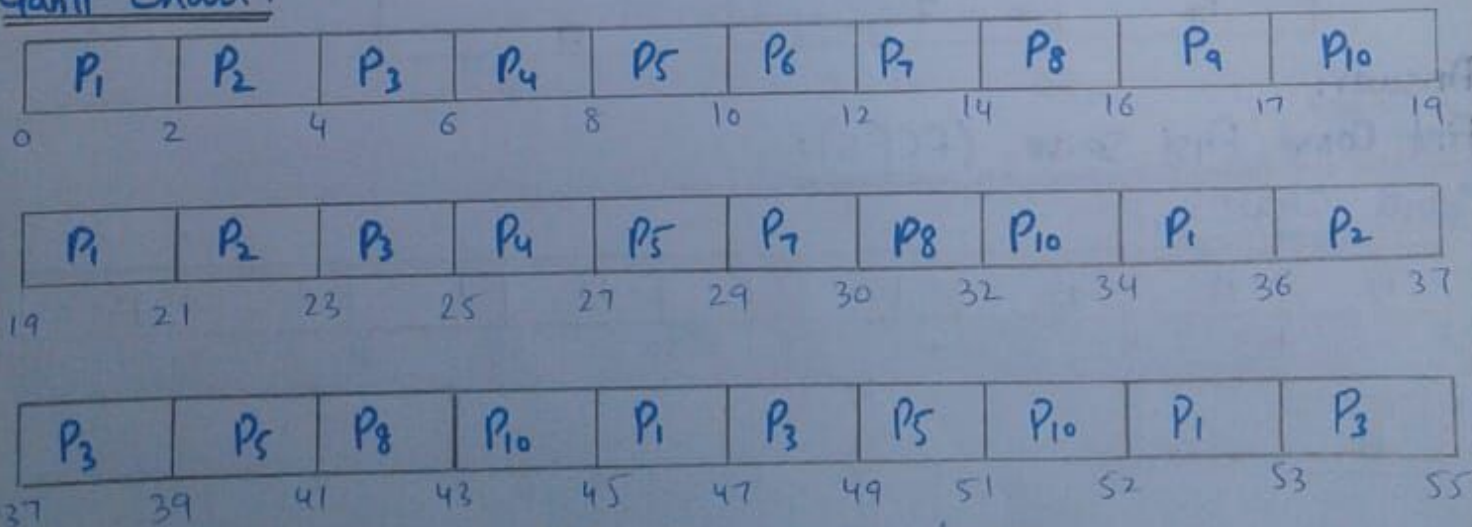 Gantt Chart:
P1 P2 P3 P4 P5 P6 P7 P8 P9 P10
0 2 4 6 8 10 12 14 16 17 19
P1 P2 P3 P4 P5 P7 P8 P10 P1 P2
19 21 23 25 27 29 30 32 34 36 37
P3 P5 P8 P10 P1 P3 P5 P10 P1 P3
37 39 41 43 45 47 49 51 52 53 55